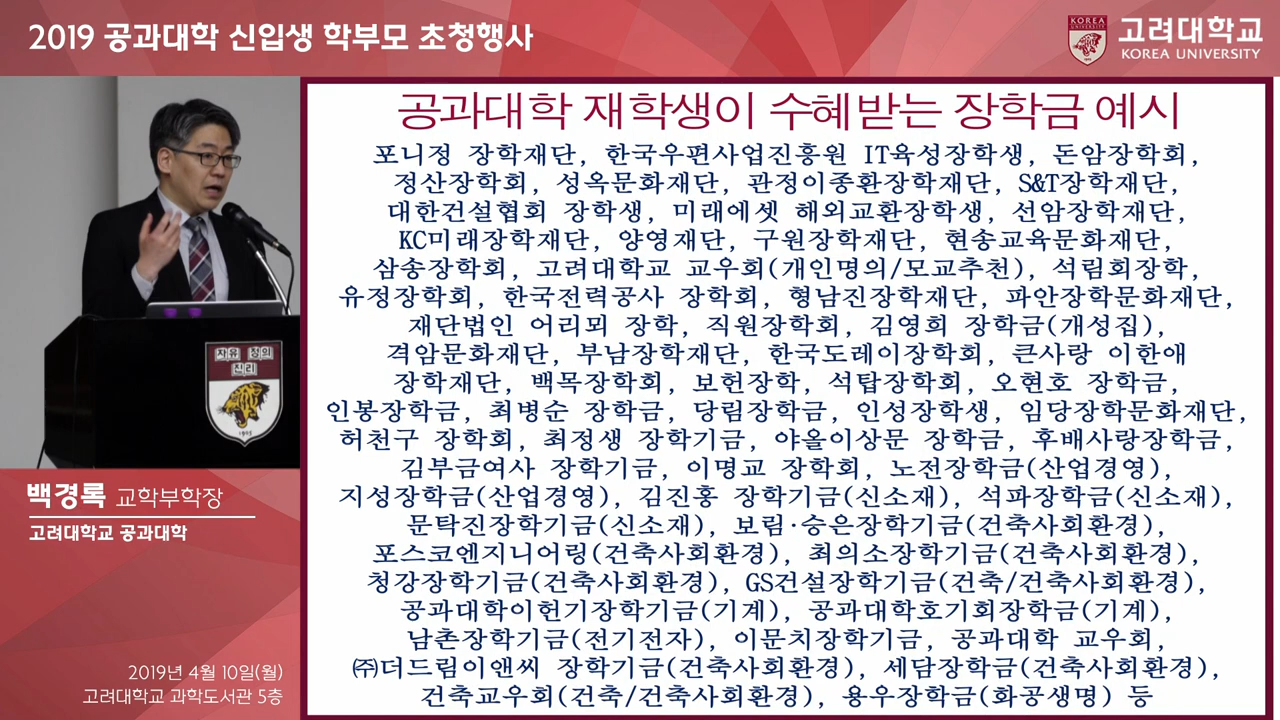 2019 공과대학 신입생 학부모 초청행사
KOREA
UNIVERSITY
1905
고려대학교
KOREA UNIVERSITY
공과대학 재학생이 수혜받는 장학금 예시
포니정 장학재단, 한국우편사업진흥원 IT육성장학생, 돈암장학회,
정산장학회, 성옥문화재단, 관정이종환장학재단, S&T장학재단,
대한건설협회 장학생, 미래에셋 해외교환장학생, 선암장학재단,
KC미래장학재단, 양영재단, 구원장학재단, 현송교육문화재단,
삼송장학회, 고려대학교 교우회(개인명의/모교추천), 석림회장학,
유정장학회, 한국전력공사 장학회, 형남진장학재단, 파안장학문화재단,
재단법인 어리뫼 장학, 직원장학회, 김영희 장학금(개성집),
격암문화재단, 부남장학재단, 한국도레이장학회, 큰사랑 이한애
장학재단, 백목장학회, 보헌장학, 석탑장학회, 오현호 장학금,
인봉장학금, 최병순 장학금, 당림장학금, 인성장학생, 임당장학문화재단,
허천구 장학회, 최정생 장학기금, 야올이상문 장학금, 후배사랑장학금,
김부금여사 장학기금, 이명교 장학회, 노전장학금(산업경영),
지성장학금(산업경영), 김진홍 장학기금(신소재), 석파장학금(신소재),
문탁진장학기금(신소재), 보림·승은장학기금(건축사회환경),
포스코엔지니어링(건축사회환경), 최의소장학기금(건축사회환경),
청강장학기금(건축사회환경), GS건설장학기금(건축/건축사회환경),
공과대학이헌기장학기금(기계), 공과대학호기회장학금(기계),
남촌장학기금(전기전자), 이문치장학기금, 공과대학 교우회,
㈜더드림이앤씨 장학기금(건축사회환경), 세담장학금(건축사회환경),
건축교우회(건축/건축사회환경), 용우장학금(화공생명) 등
자유 정의
진리
1905
백경록 교학부학장
고려대학교 공과대학
2019년 4월 10일(월)
고려대학교 과학도서관 5층